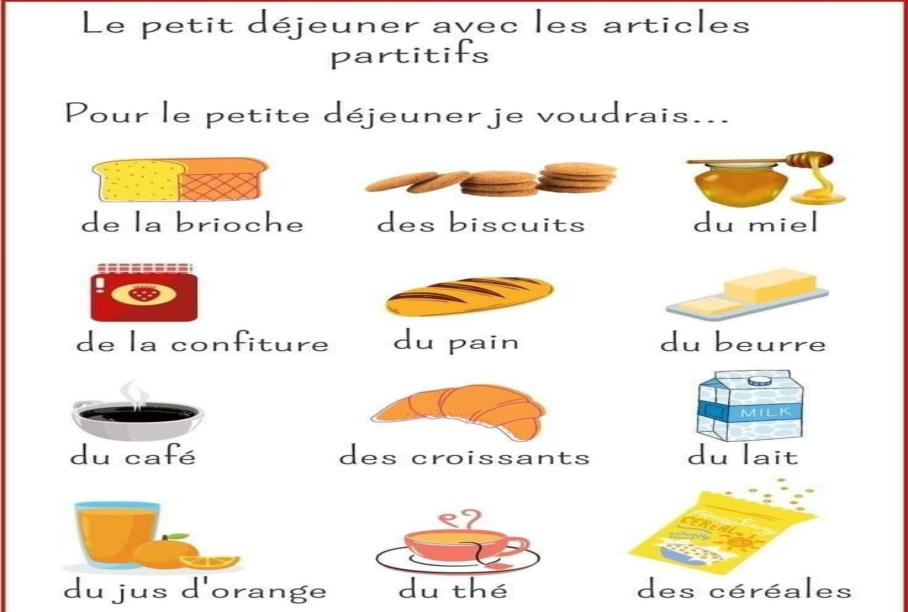 Le petit déjeuner avec les articles
partitifs
Pour le petite déjeuner je voudrais...
de la brioche des biscuits du miel
de la confiture du pain du beurre
MILK
du café des croissants du lait
CEREAL
du jus d'orange du thé des céréales